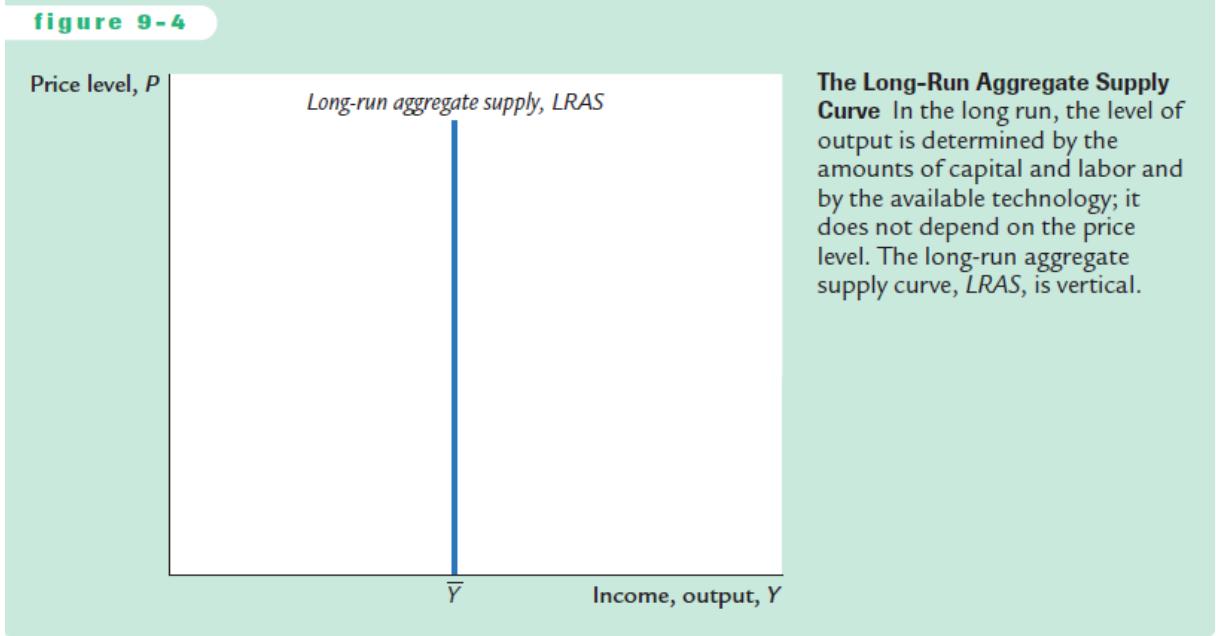 figure 9-4
Price level, P
Long-run aggregate supply, LRAS
Y̅
Income, output, Y
The Long-Run Aggregate Supply
Curve In the long run, the level of
output is determined by the
amounts of capital and labor and
by the available technology; it
does not depend on the price
level. The long-run aggregate
supply curve, LRAS, is vertical.